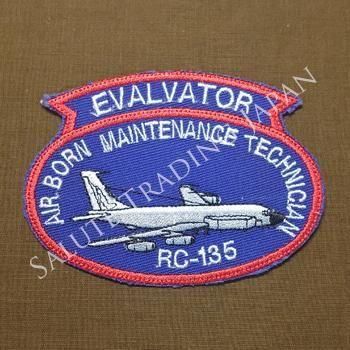 EVALVATOR
AIR BORN MAINTENANCE TECHNICIAN
RC-135
SALUTE TRADING JAPAN